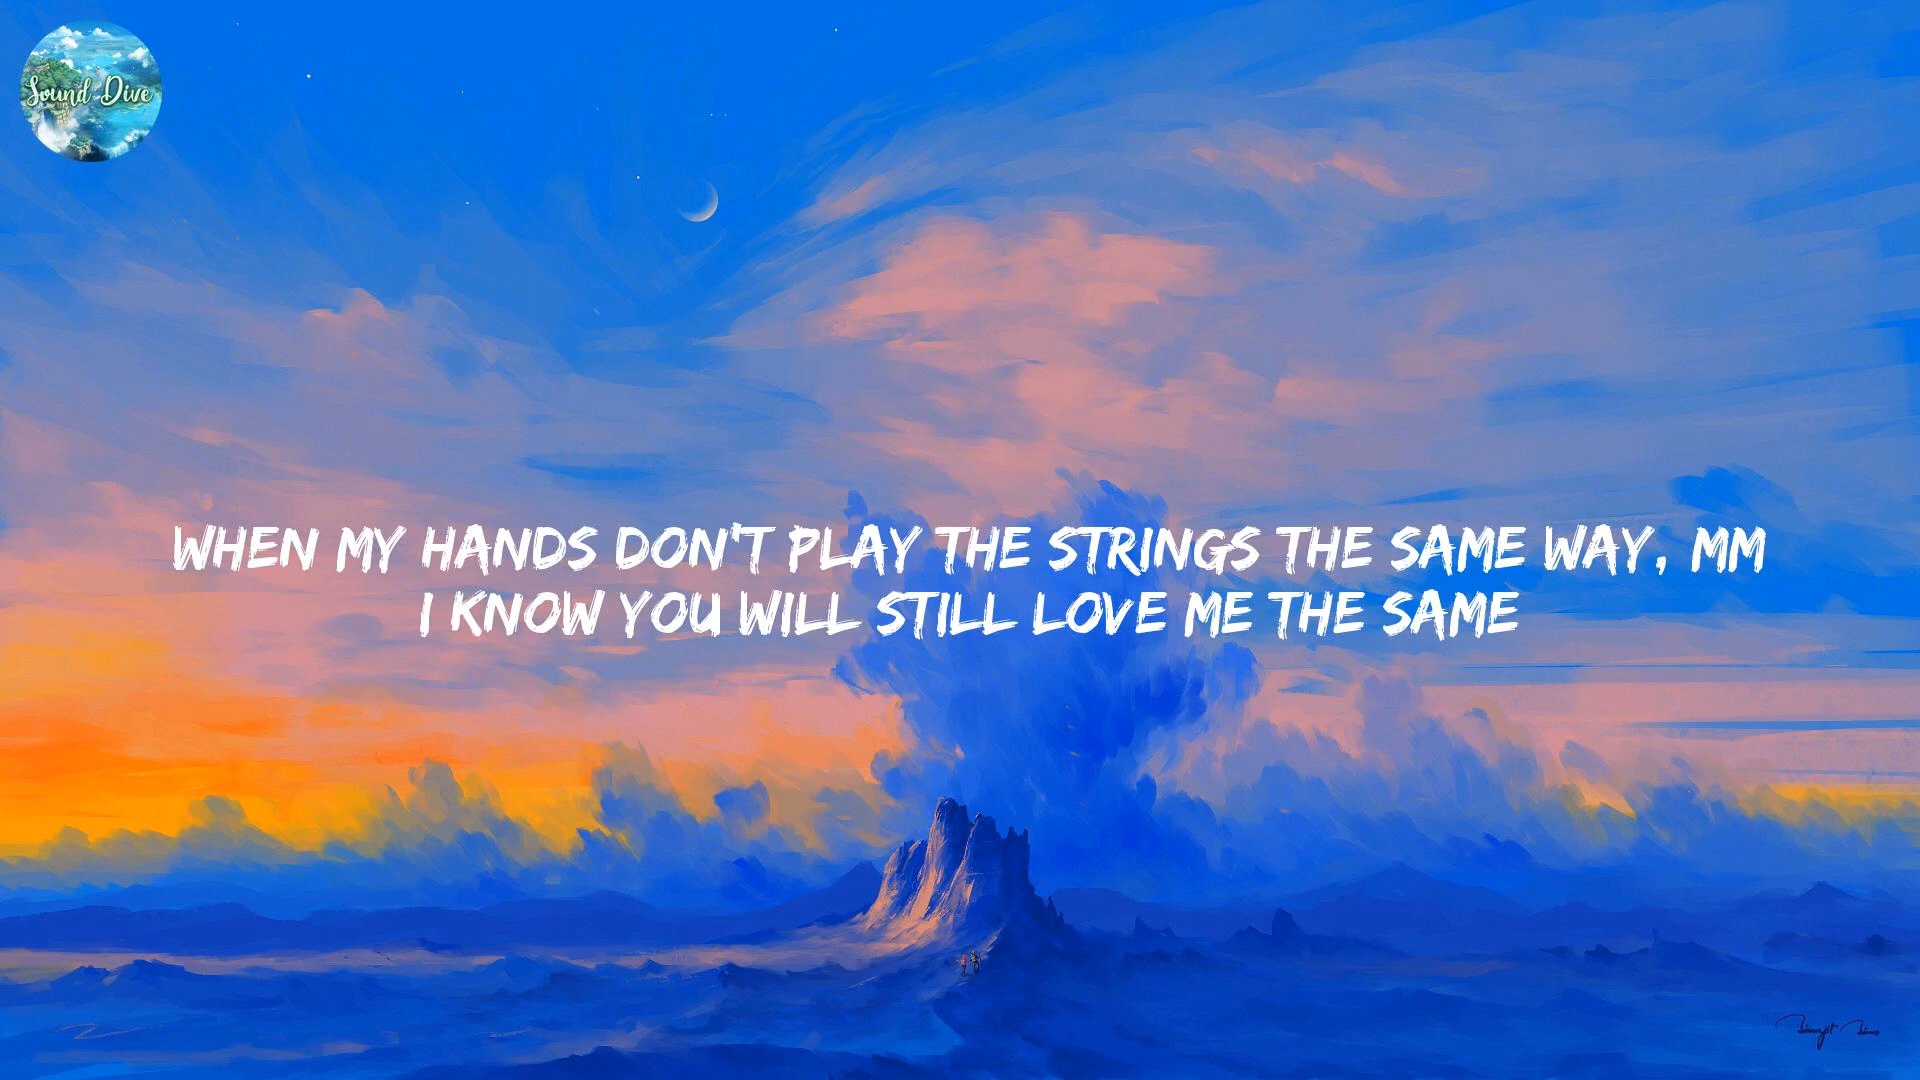 Sound Dive
WHEN MY HANDS DON'T PLAY THE STRINGS THE SAME WAY, MM
I KNOW YOU WILL STILL LOVE ME THE SAME